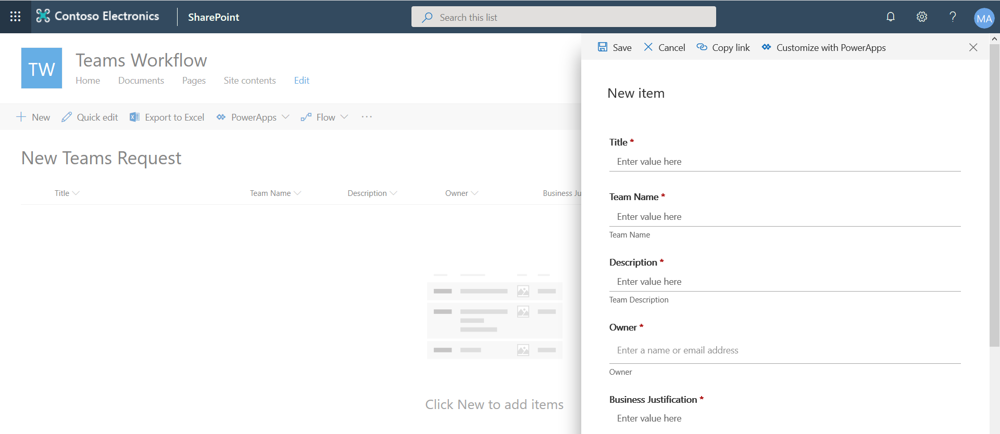 Contoso Electronics
SharePoint
Search this list
?
MA
TW
Teams Workflow
Home
Documents
Pages
Site contents
Edit
New
Quick edit
Export to Excel
PowerApps
Flow
...
New Teams Request
Title
Team Name
Description
Owner
Business Ju
Click New to add items
Save
Cancel
Copy link
Customize with PowerApps
New item
Title *
Enter value here
Team Name *
Enter value here
Team Name
Description *
Enter value here
Team Description
Owner *
Enter a name or email address
Owner
Business Justification *
Enter value here